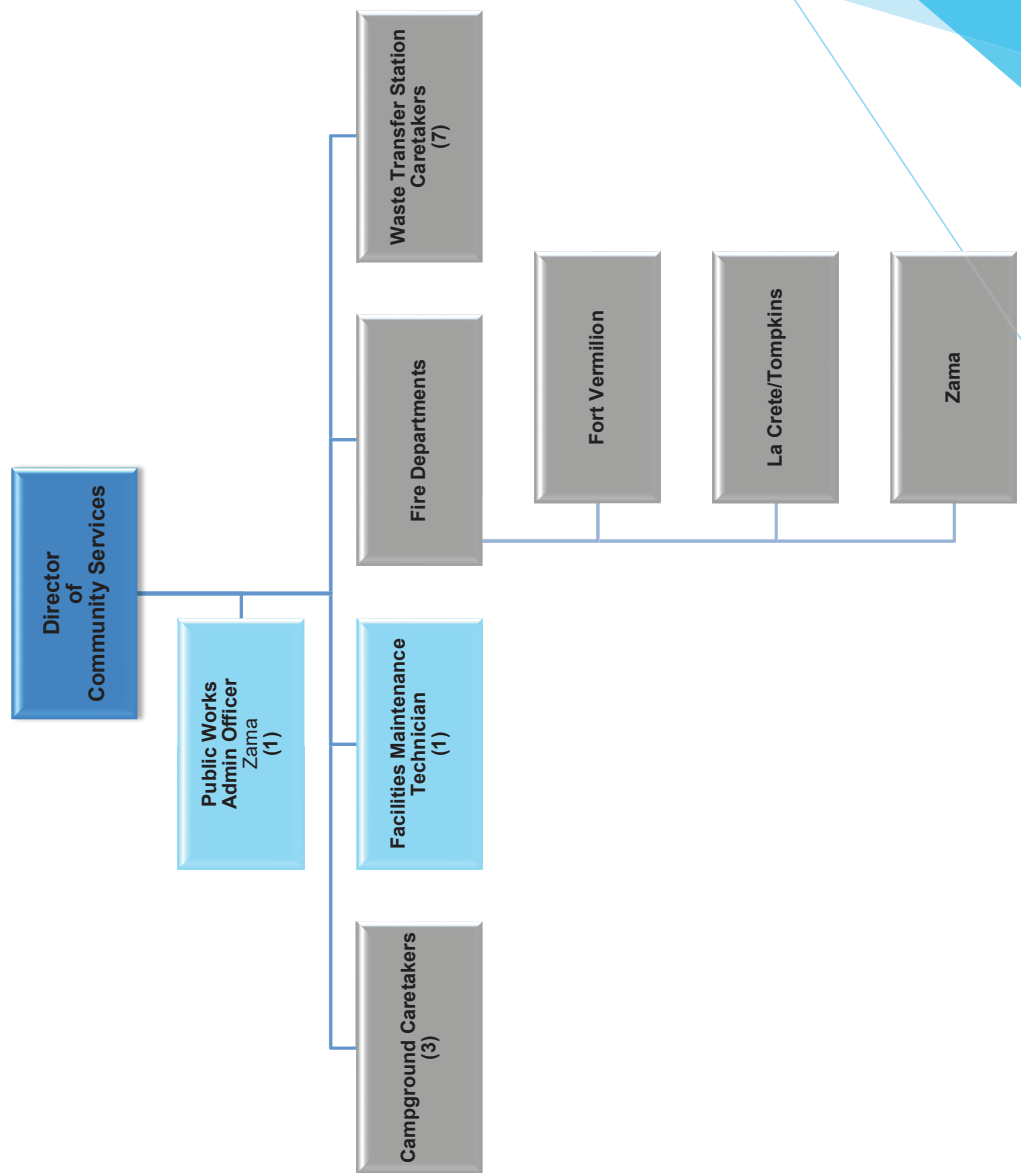 Director
of
Community Services
Public Works
Admin Officer
Zama
(1)
Campground Caretakers
(3)
Facilities Maintenance
Technician
(1)
Fire Departments
Waste Transfer Station
Caretakers
(7)
Fort Vermilion
La Crete/Tompkins
Zama